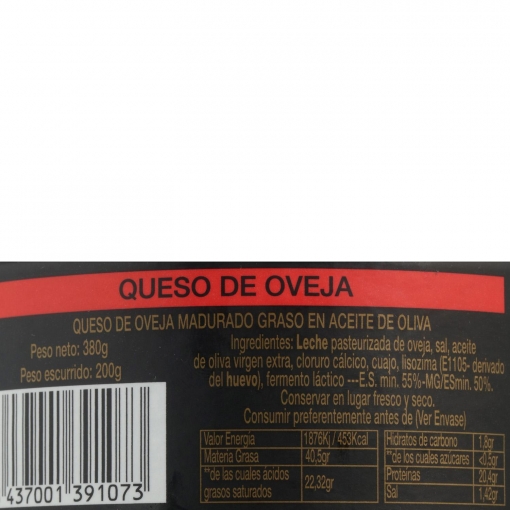 QUESO DE OVEJA
QUESO DE OVEJA MADURADO GRASO EN ACEITE DE OLIVA
Peso neto: 380g
Peso escurrido: 200g
Ingredientes: Leche pasteurizada de oveja, sal, aceite
de oliva virgen extra, cloruro cálcico, cuajo, lisozima (E1105- derivado
del huevo), fermento láctico ---E.S. min. 55%-MG/ESmin. 50%.
Conservar en lugar fresco y seco.
Consumir preferentemente antes de (Ver Envase)
Valor Energia 1876Kj / 453Kcal
Materia Grasa 40,5gr
**de las cuales ácidos
grasos saturados 22,32gr
Hidratos de carbono 1,8gr
**de los cuales azúcares <0,5gr
Proteinas 20,4gr
Sal 1,42gr
437001 391073